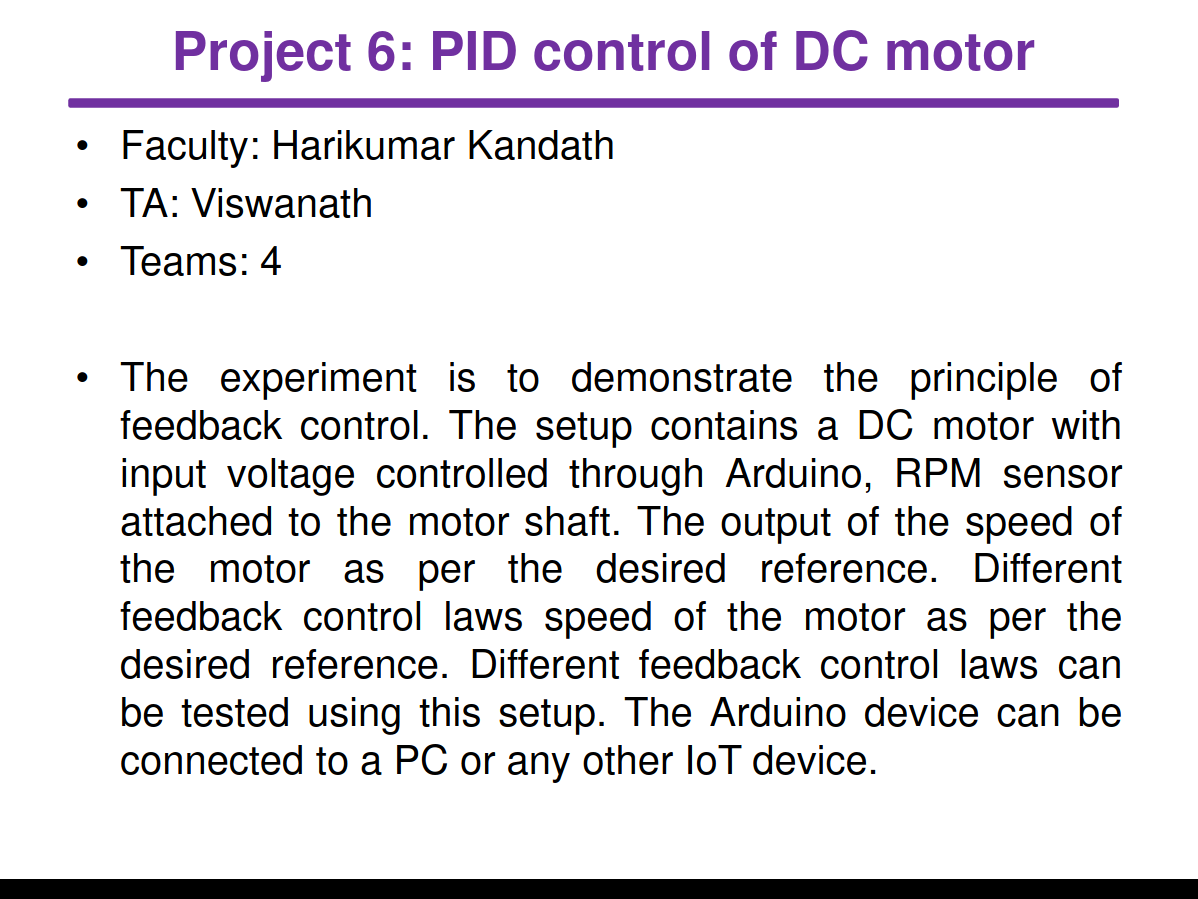 Project 6: PID control of DC motor
• Faculty: Harikumar Kandath
• TA: Viswanath
• Teams: 4
• The experiment is to demonstrate the principle of
feedback control. The setup contains a DC motor with
input voltage controlled through Arduino, RPM sensor
attached to the motor shaft. The output of the speed of
the motor as per the desired reference. Different
feedback control laws speed of the motor as per the
desired reference. Different feedback control laws can
be tested using this setup. The Arduino device can be
connected to a PC or any other IoT device.